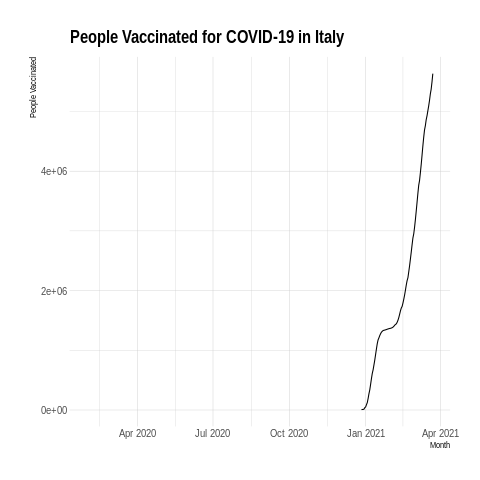 People Vaccinated for COVID-19 in Italy
People Vaccinated
4e+06
2e+06
0e+00
Apr 2020 Jul 2020 Oct 2020 Jan 2021 Apr 2021
Month